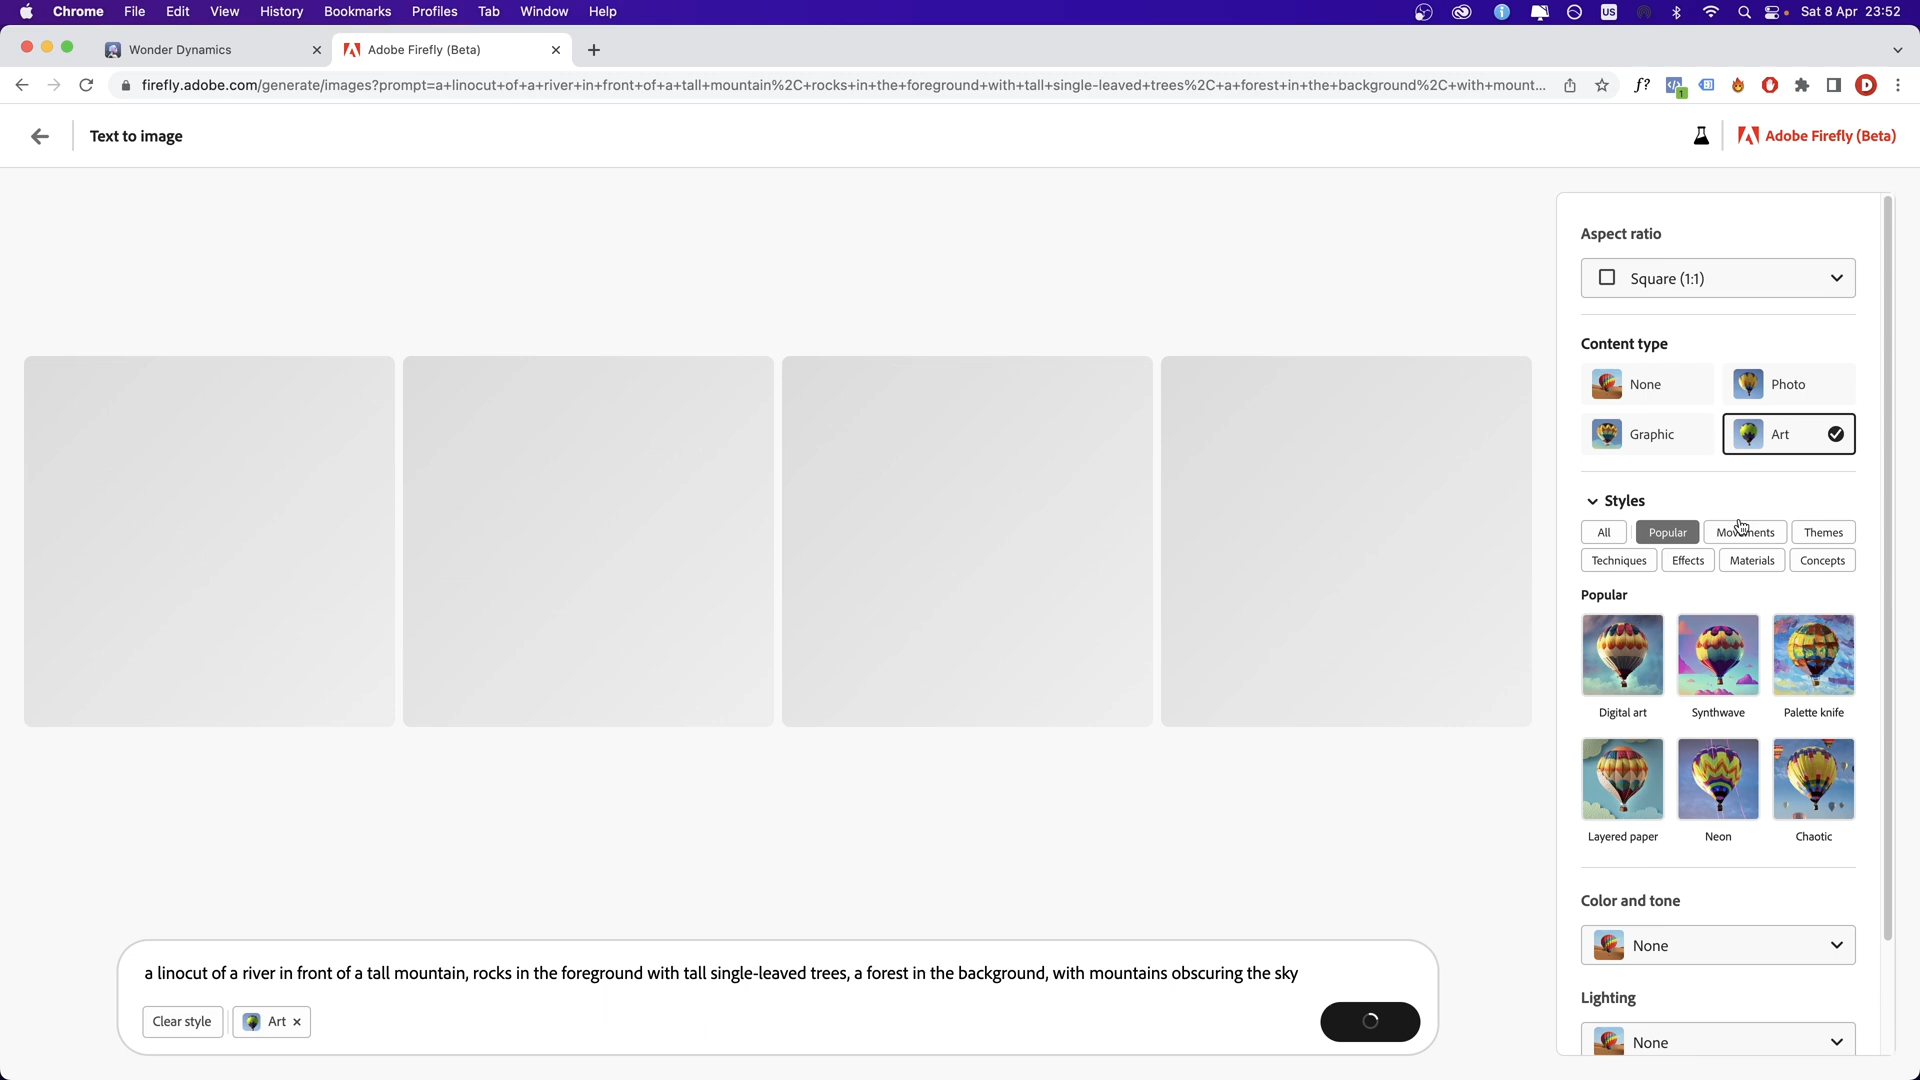 Chrome File Edit View History Bookmarks Profiles Tab Window Help US Sat 8 Apr 23:52
Wonder Dynamics Adobe Firefly (Beta)
firefly.adobe.com/generate/images?prompt=a+linocut+of+a+river+in+front+of+a+tall+mountain%2C+rocks+in+the+foreground+with+tall+single-leaved+trees%2C+a+forest+in+the+background%2C+with+mount... f? 1 D
Text to image Adobe Firefly (Beta)
Aspect ratio
Square (1:1)
Content type
None Photo
Graphic Art
Styles
All Popular Movements Themes
Techniques Effects Materials Concepts
Popular
Digital art Synthwave Palette knife
Layered paper Neon Chaotic
Color and tone
None
Lighting
None
a linocut of a river in front of a tall mountain, rocks in the foreground with tall single-leaved trees, a forest in the background, with mountains obscuring the sky
Clear style Art